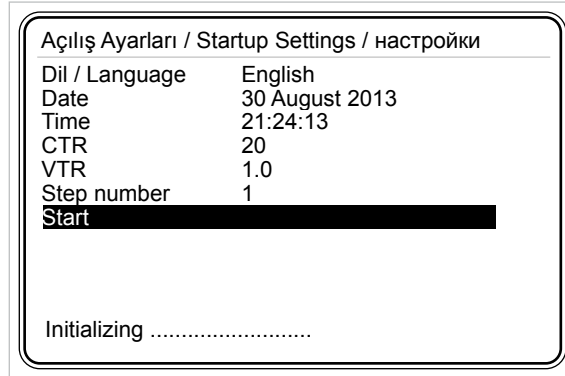 Açılış Ayarları / Startup Settings / настройки
Dil / Language English
Date 30 August 2013
Time 21:24:13
CTR 20
VTR 1.0
Step number 1
Start
Initializing ..........................